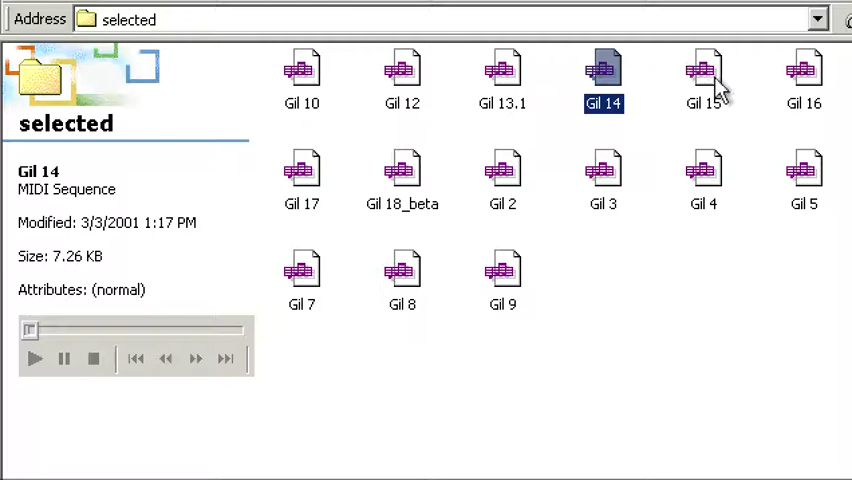 Address selected
selected
Gil 14
MIDI Sequence
Modified: 3/3/2001 1:17 PM
Size: 7.26 KB
Attributes: (normal)
Gil 10 Gil 12 Gil 13.1 Gil 14 Gil 15 Gil 16
Gil 17 Gil 18_beta Gil 2 Gil 3 Gil 4 Gil 5
Gil 7 Gil 8 Gil 9